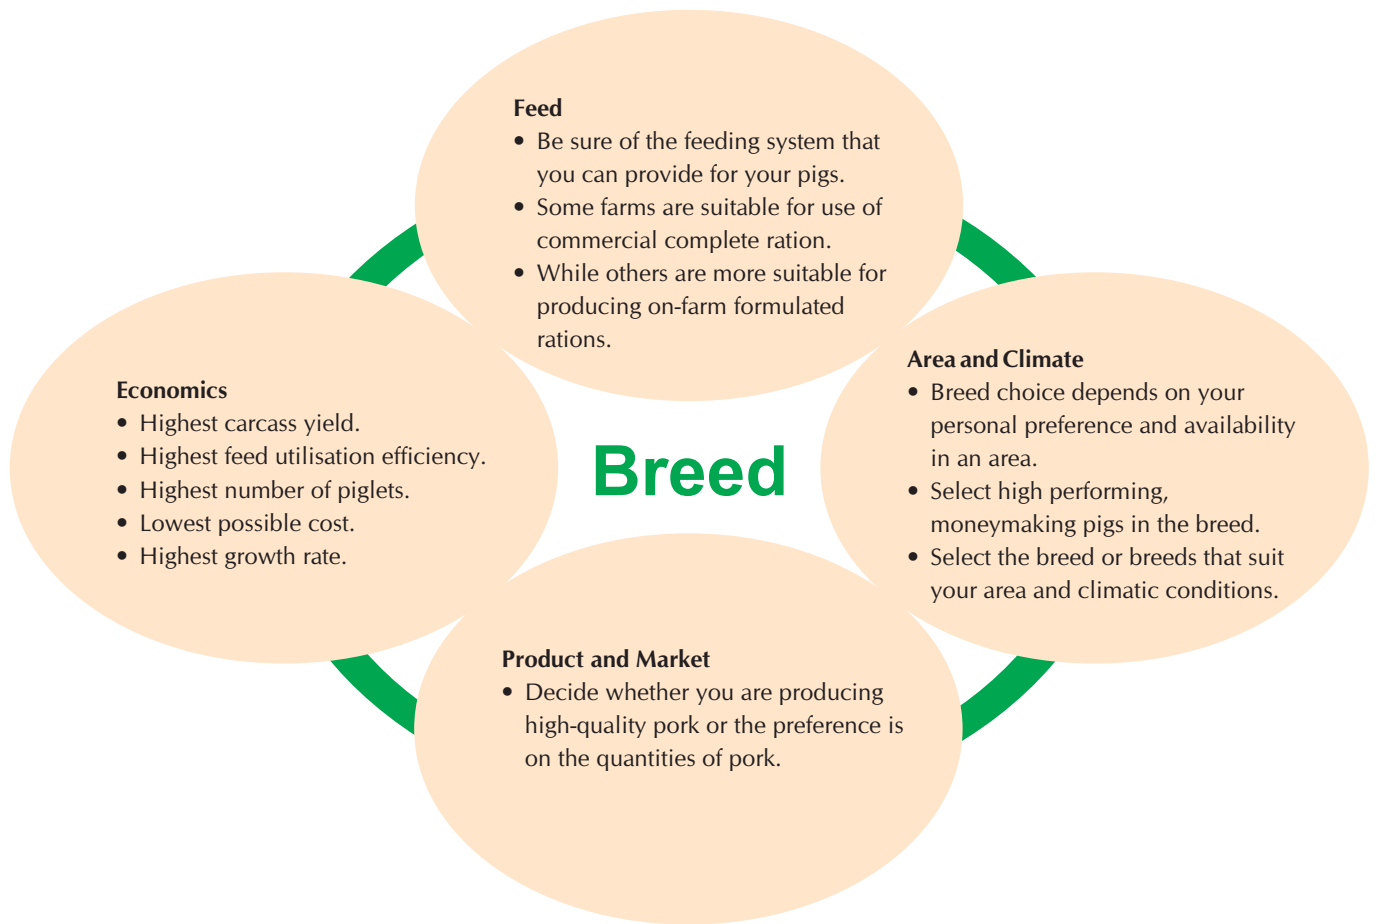 Feed
• Be sure of the feeding system that
you can provide for your pigs.
• Some farms are suitable for use of
commercial complete ration.
• While others are more suitable for
producing on-farm formulated
rations.
Economics
• Highest carcass yield.
• Highest feed utilisation efficiency.
• Highest number of piglets.
• Lowest possible cost.
• Highest growth rate.
Breed
Area and Climate
• Breed choice depends on your
personal preference and availability
in an area.
• Select high performing,
moneymaking pigs in the breed.
• Select the breed or breeds that suit
your area and climatic conditions.
Product and Market
• Decide whether you are producing
high-quality pork or the preference is
on the quantities of pork.